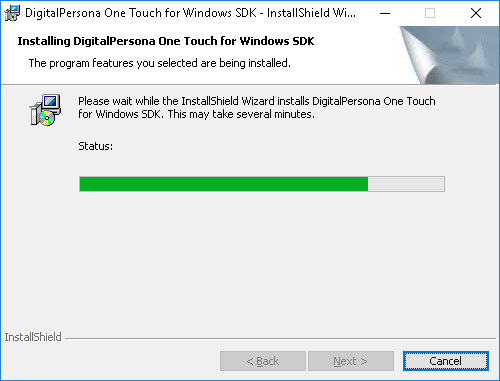 DigitalPersona One Touch for Windows SDK - InstallShield Wi...
Installing DigitalPersona One Touch for Windows SDK
The program features you selected are being installed.
Please wait while the InstallShield Wizard installs DigitalPersona One Touch
for Windows SDK. This may take several minutes.
Status:
InstallShield
< Back Next > Cancel